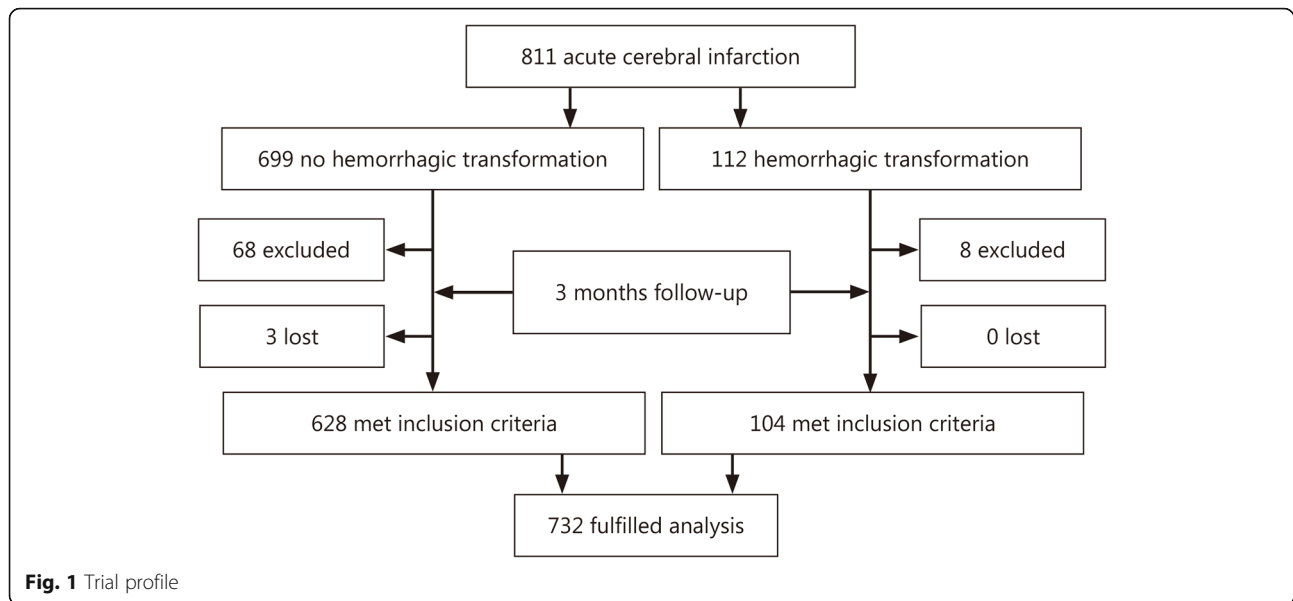 811 acute cerebral infarction
699 no hemorrhagic transformation
112 hemorrhagic transformation
68 excluded
8 excluded
3 months follow-up
3 lost
0 lost
628 met inclusion criteria
104 met inclusion criteria
732 fulfilled analysis
Fig. 1 Trial profile